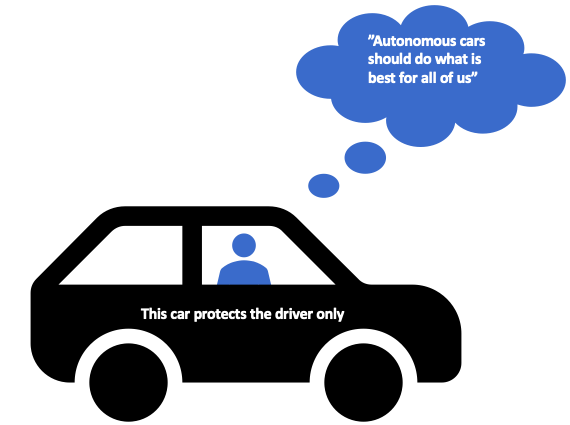 ”Autonomous cars
should do what is
best for all of us”
This car protects the driver only